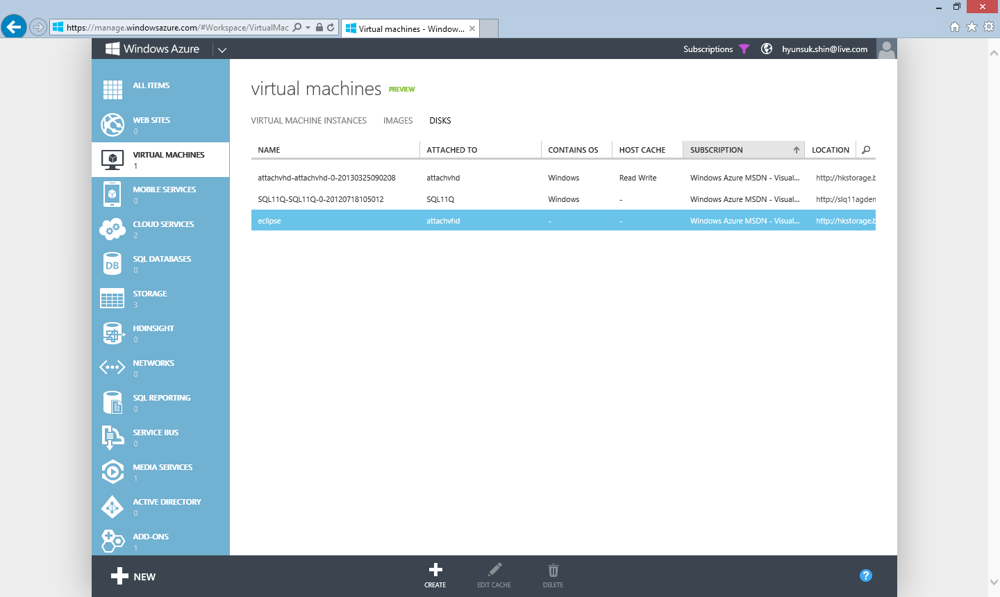 https://manage.windowsazure.com/#Workspace/VirtualMac
Virtual machines - Window...
Windows Azure
Subscriptions
hyunsuk.shin@live.com
ALL ITEMS
WEB SITES
0
VIRTUAL MACHINES
1
MOBILE SERVICES
0
CLOUD SERVICES
2
SQL DATABASES
0
DB
STORAGE
3
HDINSIGHT
0
NETWORKS
0
SQL REPORTING
0
SERVICE BUS
0
MEDIA SERVICES
1
ACTIVE DIRECTORY
0
ADD-ONS
1
virtual machines PREVIEW
VIRTUAL MACHINE INSTANCES IMAGES DISKS
NAME ATTACHED TO CONTAINS OS HOST CACHE SUBSCRIPTION LOCATION
attachvhd-attachvhd-0-20130325090208 attachvhd Windows Read Write Windows Azure MSDN - Visual... http://hkstorage.b
SQL11Q-SQL11Q-0-20120718105012 SQL11Q Windows - Windows Azure MSDN - Visual... http://slq11agden
eclipse attachvhd - - Windows Azure MSDN - Visual... http://hkstorage.b
NEW
CREATE
EDIT CACHE
DELETE
?